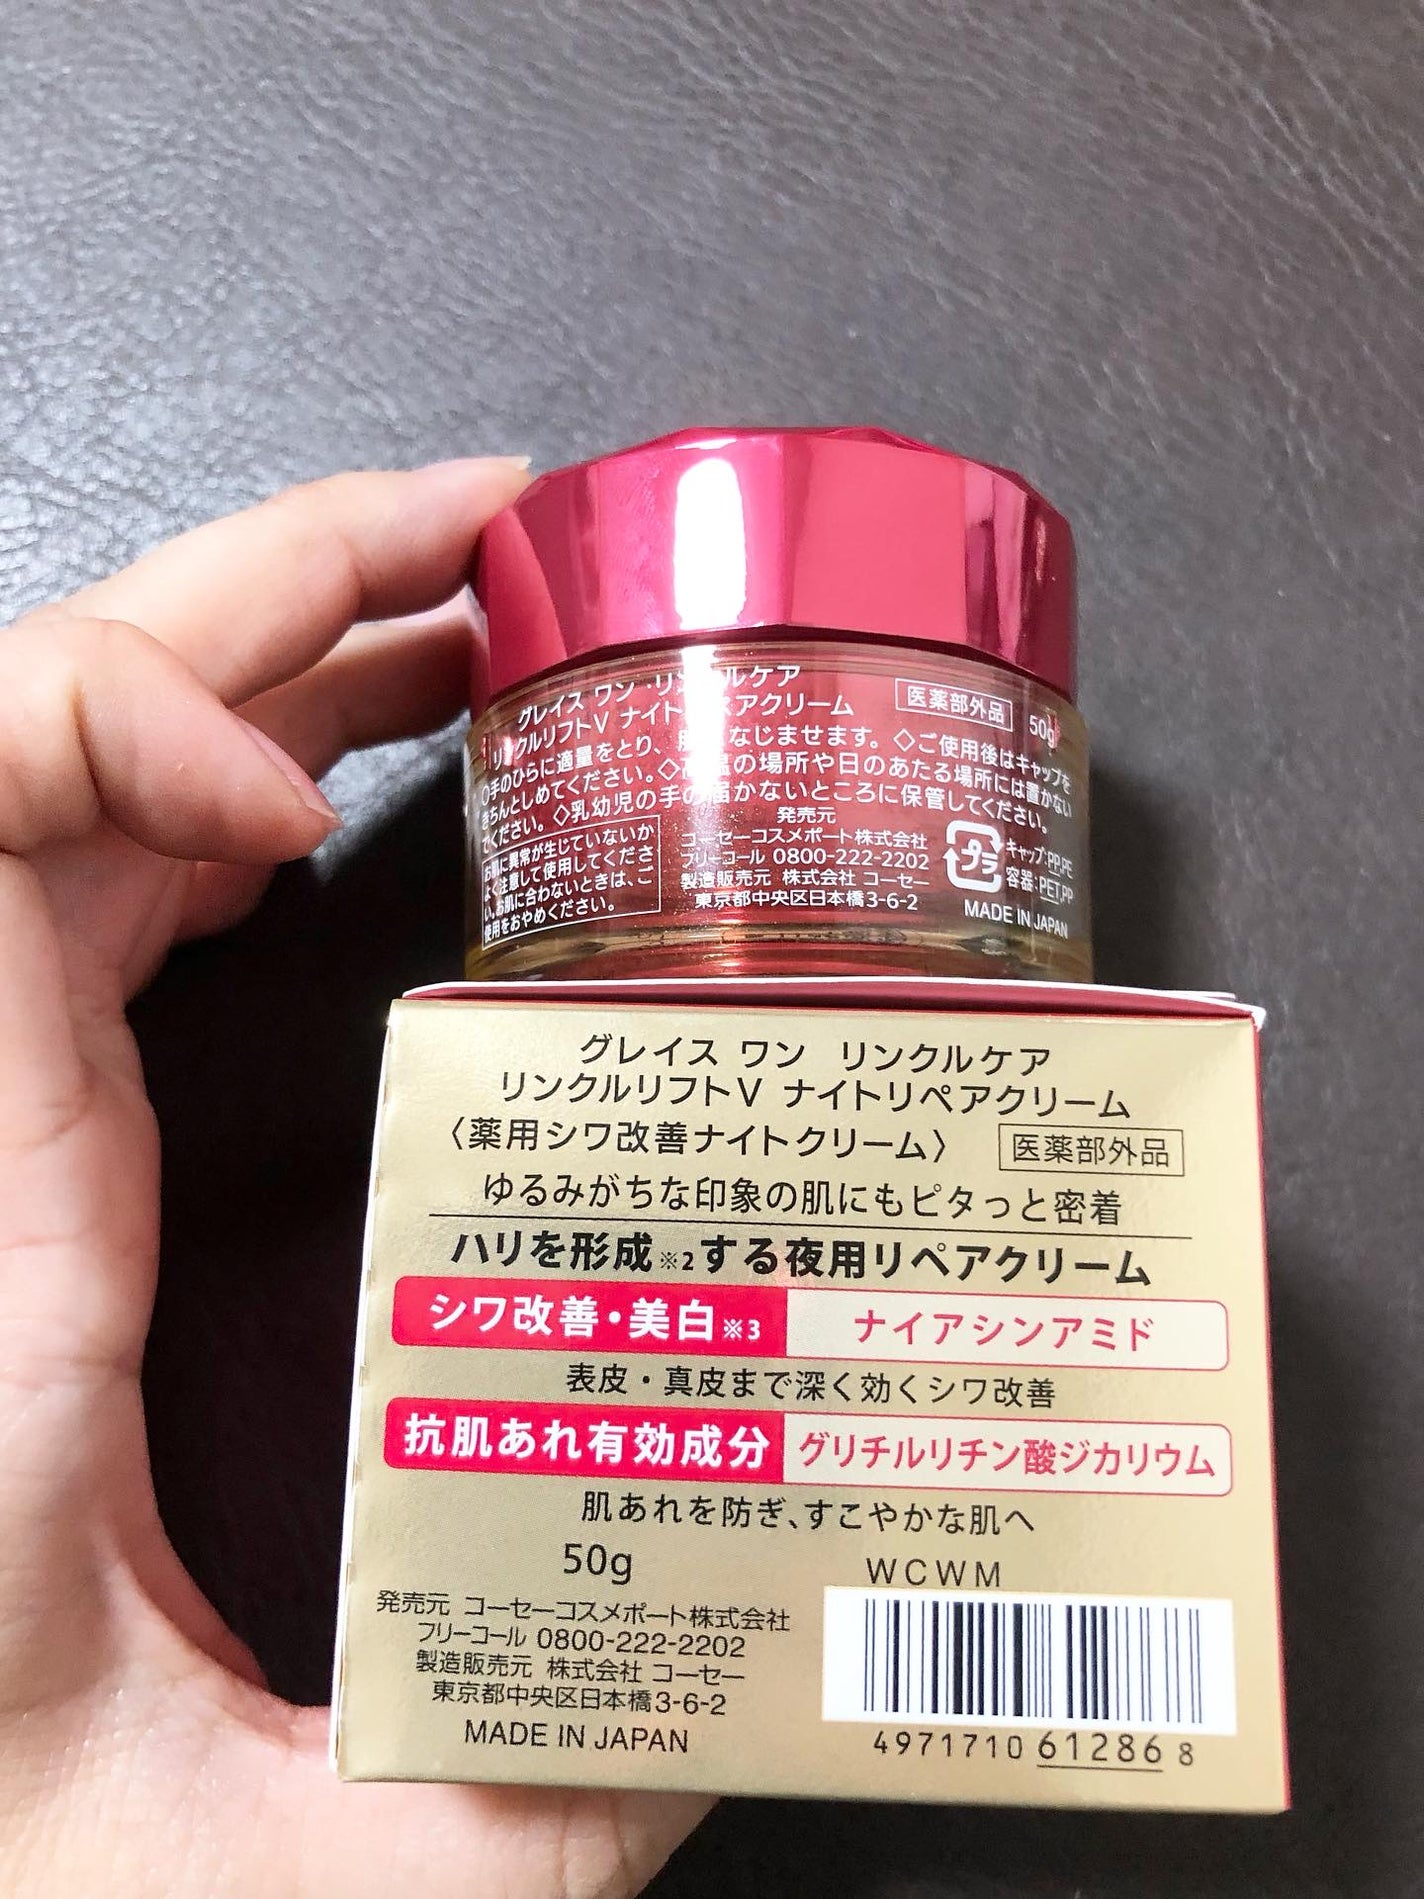 グレイス ワン リンクルケア
リンクルリフトV ナイトリペアクリーム
医薬部外品
50g
○手のひらに適量をとり、肌になじませます。◇ご使用後はキャップを
きちんとしめてください。◇高温の場所や日のあたる場所には置かない
でください。◇乳幼児の手の届かないところに保管してください。
お肌に異常が生じていないか
よく注意して使用してくださ
い。お肌に合わないときは、ご
使用をおやめください。
発売元
コーセーコスメポート株式会社
フリーコール 0800-222-2202
製造販売元 株式会社 コーセー
東京都中央区日本橋3-6-2
プラ
キャップ:PP,PE
容器:PET,PP
MADE IN JAPAN
グレイス ワン リンクルケア
リンクルリフトV ナイトリペアクリーム
〈薬用シワ改善ナイトクリーム〉 医薬部外品
ゆるみがちな印象の肌にもピタっと密着
ハリを形成※2する夜用リペアクリーム
シワ改善・美白※3 ナイアシンアミド
表皮・真皮まで深く効くシワ改善
抗肌あれ有効成分 グリチルリチン酸ジカリウム
肌あれを防ぎ、すこやかな肌へ
50g
WCWM
発売元 コーセーコスメポート株式会社
フリーコール 0800-222-2202
製造販売元 株式会社 コーセー
東京都中央区日本橋3-6-2
MADE IN JAPAN
4971710 612868